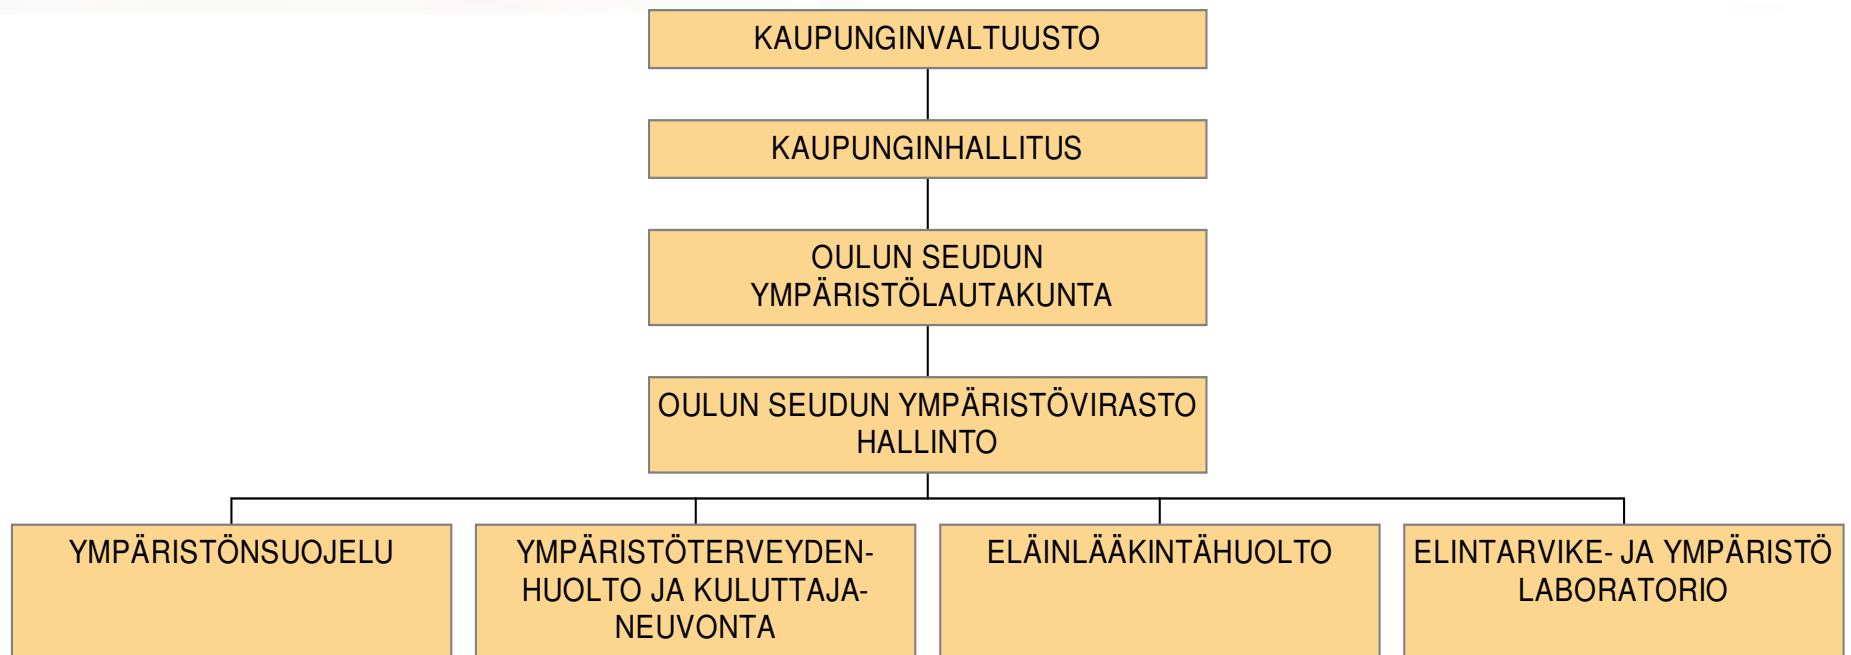 KAUPUNGINVALTUUSTO
KAUPUNGINHALLITUS
OULUN SEUDUN
YMPÄRISTÖLAUTAKUNTA
OULUN SEUDUN YMPÄRISTÖVIRASTO
HALLINTO
YMPÄRISTÖNSUOJELU
YMPÄRISTÖTERVEYDEN-
HUOLTO JA KULUTTAJA-
NEUVONTA
ELÄINLÄÄKINTÄHUOLTO
ELINTARVIKE- JA YMPÄRISTÖ
LABORATORIO